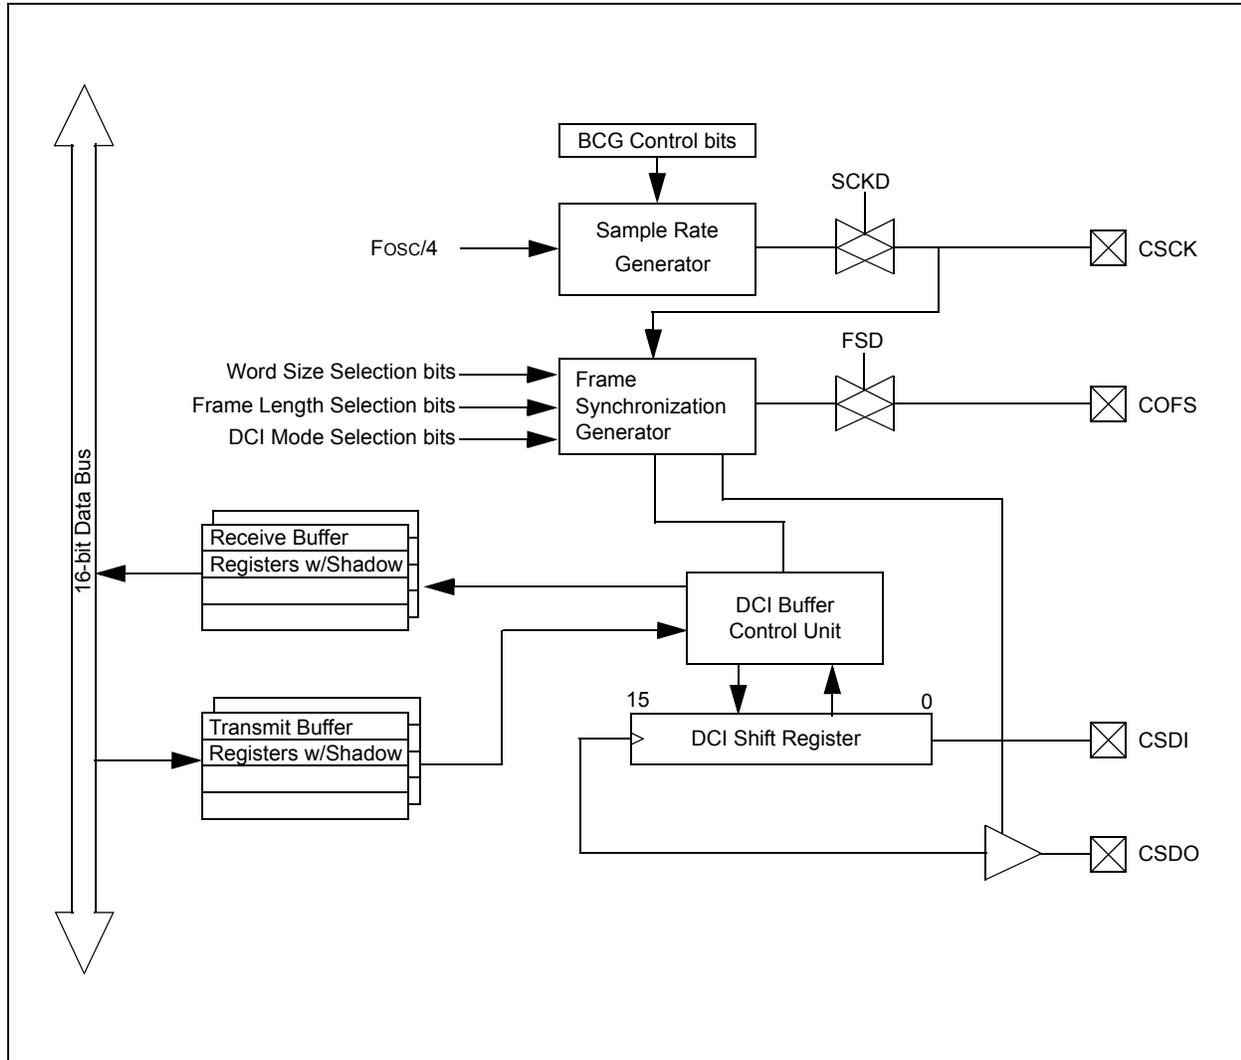 BCG Control bits
SCKD
Sample Rate
Generator
FOSC/4
CSCK
FSD
Word Size Selection bits
Frame Length Selection bits
DCI Mode Selection bits
Frame
Synchronization
Generator
COFS
16-bit Data Bus
Receive Buffer
Registers w/Shadow
DCI Buffer
Control Unit
15
0
Transmit Buffer
Registers w/Shadow
DCI Shift Register
CSDI
CSDO